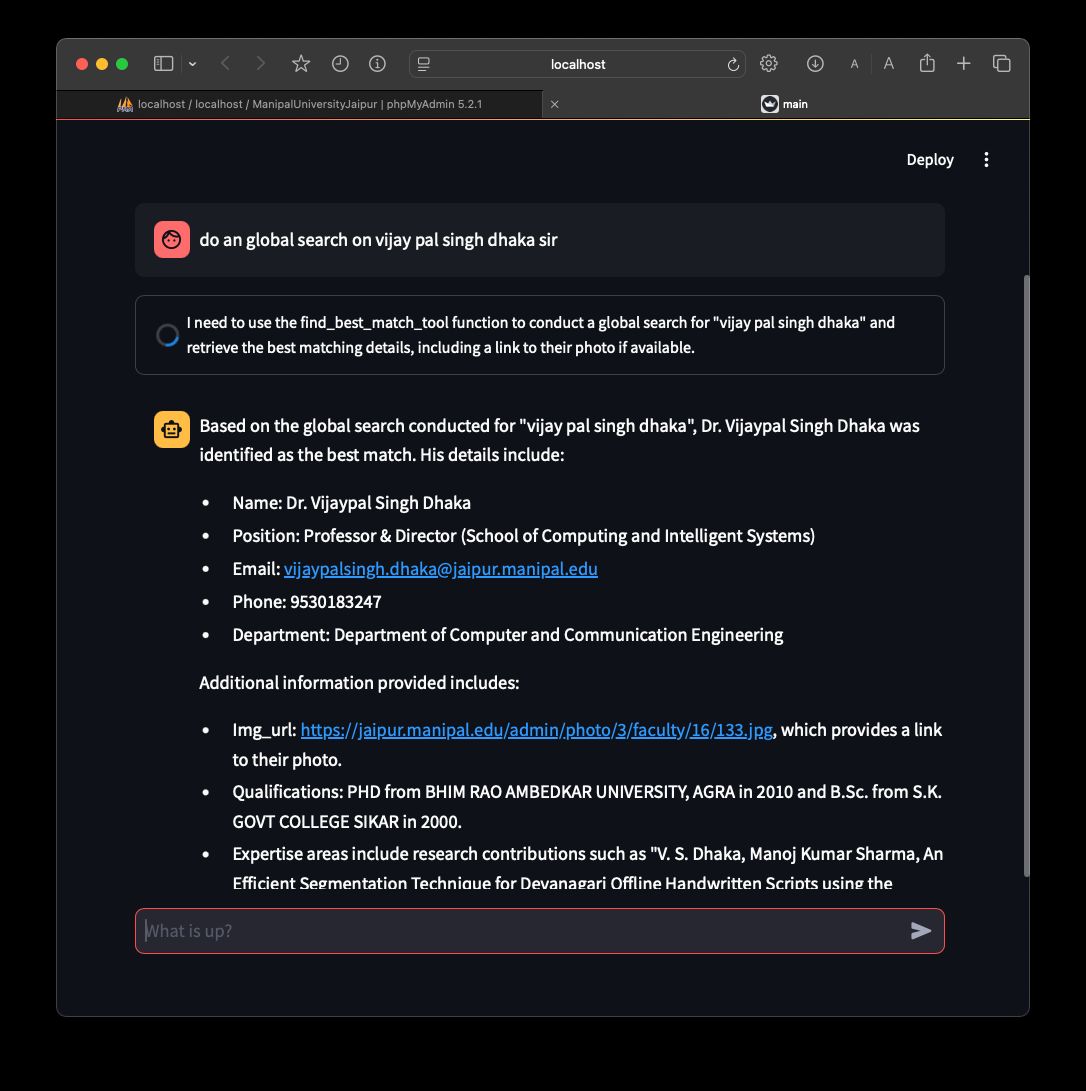 localhost
A A
localhost / localhost / ManipalUniversityJaipur | phpMyAdmin 5.2.1
main
Deploy
do an global search on vijay pal singh dhaka sir
I need to use the find_best_match_tool function to conduct a global search for "vijay pal singh dhaka" and
retrieve the best matching details, including a link to their photo if available.
Based on the global search conducted for "vijay pal singh dhaka", Dr. Vijaypal Singh Dhaka was
identified as the best match. His details include:
• Name: Dr. Vijaypal Singh Dhaka
• Position: Professor & Director (School of Computing and Intelligent Systems)
• Email: vijaypalsingh.dhaka@jaipur.manipal.edu
• Phone: 9530183247
• Department: Department of Computer and Communication Engineering
Additional information provided includes:
• Img_url: https://jaipur.manipal.edu/admin/photo/3/faculty/16/133.jpg, which provides a link
to their photo.
• Qualifications: PHD from BHIM RAO AMBEDKAR UNIVERSITY, AGRA in 2010 and B.Sc. from S.K.
GOVT COLLEGE SIKAR in 2000.
• Expertise areas include research contributions such as "V. S. Dhaka, Manoj Kumar Sharma, An
Efficient Segmentation Technique for Devanagari Offline Handwritten Scripts using the
What is up?